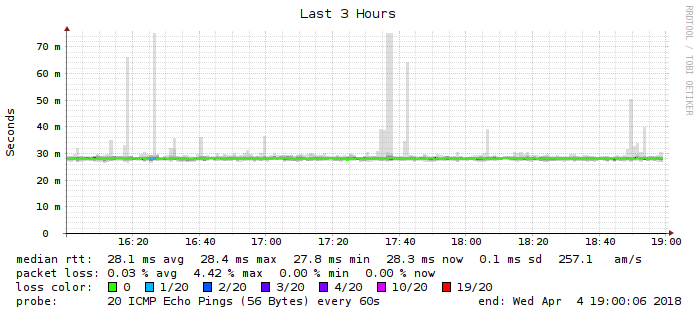 Last 3 Hours
RRDTOOL / TOBI OETIKER
Seconds
70 m
60 m
50 m
40 m
30 m
20 m
10 m
0
16:20 16:40 17:00 17:20 17:40 18:00 18:20 18:40 19:00
median rtt: 28.1 ms avg 28.4 ms max 27.8 ms min 28.3 ms now 0.1 ms sd 257.1 am/s
packet loss: 0.03 % avg 4.42 % max 0.00 % min 0.00 % now
loss color: 0 1/20 2/20 3/20 4/20 10/20 19/20
probe: 20 ICMP Echo Pings (56 Bytes) every 60s end: Wed Apr 4 19:00:06 2018